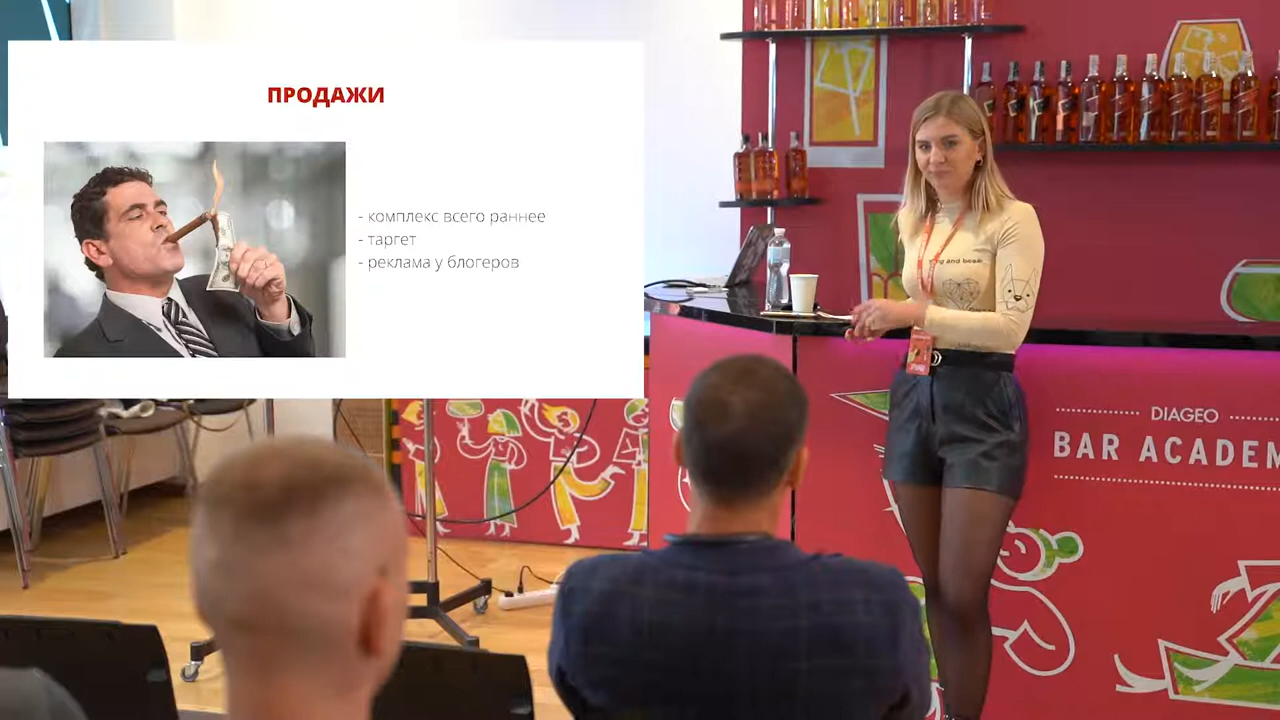 ПРОДАЖИ
- комплекс всего раннее
- таргет
- реклама у блогеров
DIAGEO
BAR ACADEM